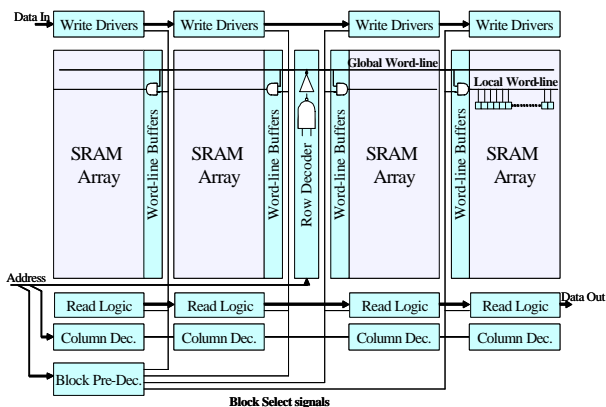 Data In
Write Drivers
Write Drivers
Write Drivers
Write Drivers
Global Word-line
Local Word-line
SRAM
Array
Word-line Buffers
SRAM
Array
Word-line Buffers
Row Decoder
Word-line Buffers
SRAM
Array
Word-line Buffers
SRAM
Array
Address
Read Logic
Read Logic
Read Logic
Read Logic
Data Out
Column Dec.
Column Dec.
Column Dec.
Column Dec.
Block Pre-Dec.
Block Select signals